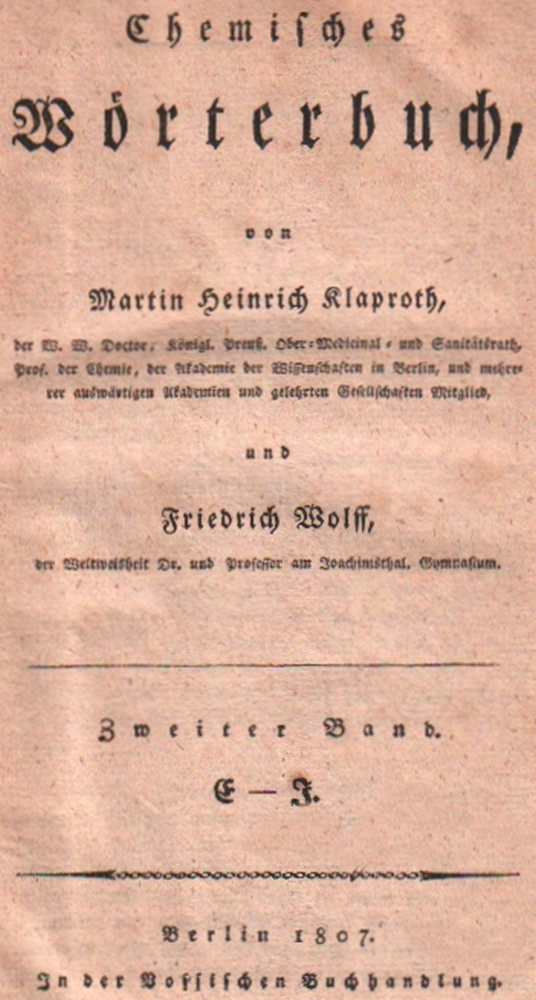 Chemisches
Wörterbuch,
von
Martin Heinrich Klaproth,
der W. W. Doctor, Königl. Preuß. Ober-Medicinal- und Sanitätsrath,
Prof. der Chemie, der Akademie der Wissenschaften in Berlin, und mehre-
rer auswärtigen Akademien und gelehrten Gesellschaften Mitglied,
und
Friedrich Wolff,
der Weltweisheit Dr. und Professor am Joachimsthal. Gymnasium.
Zweiter Band.
E — J.
Berlin 1807.
In der Vossischen Buchhandlung.